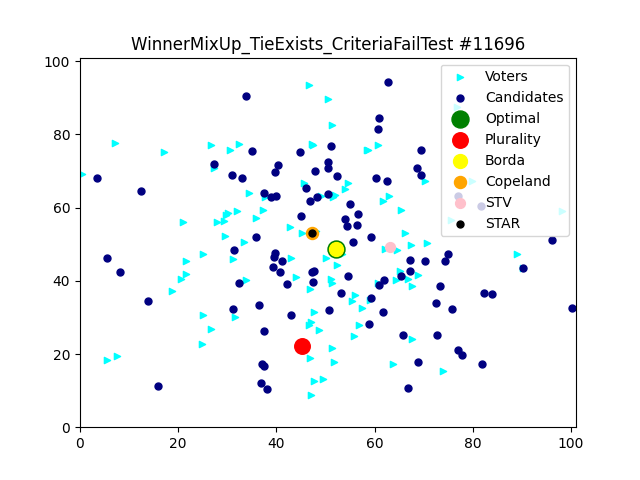 WinnerMixUp_TieExists_CriteriaFailTest #11696
100
80
60
40
20
0
0
20
40
60
80
100
Voters
Candidates
Optimal
Plurality
Borda
Copeland
STV
STAR